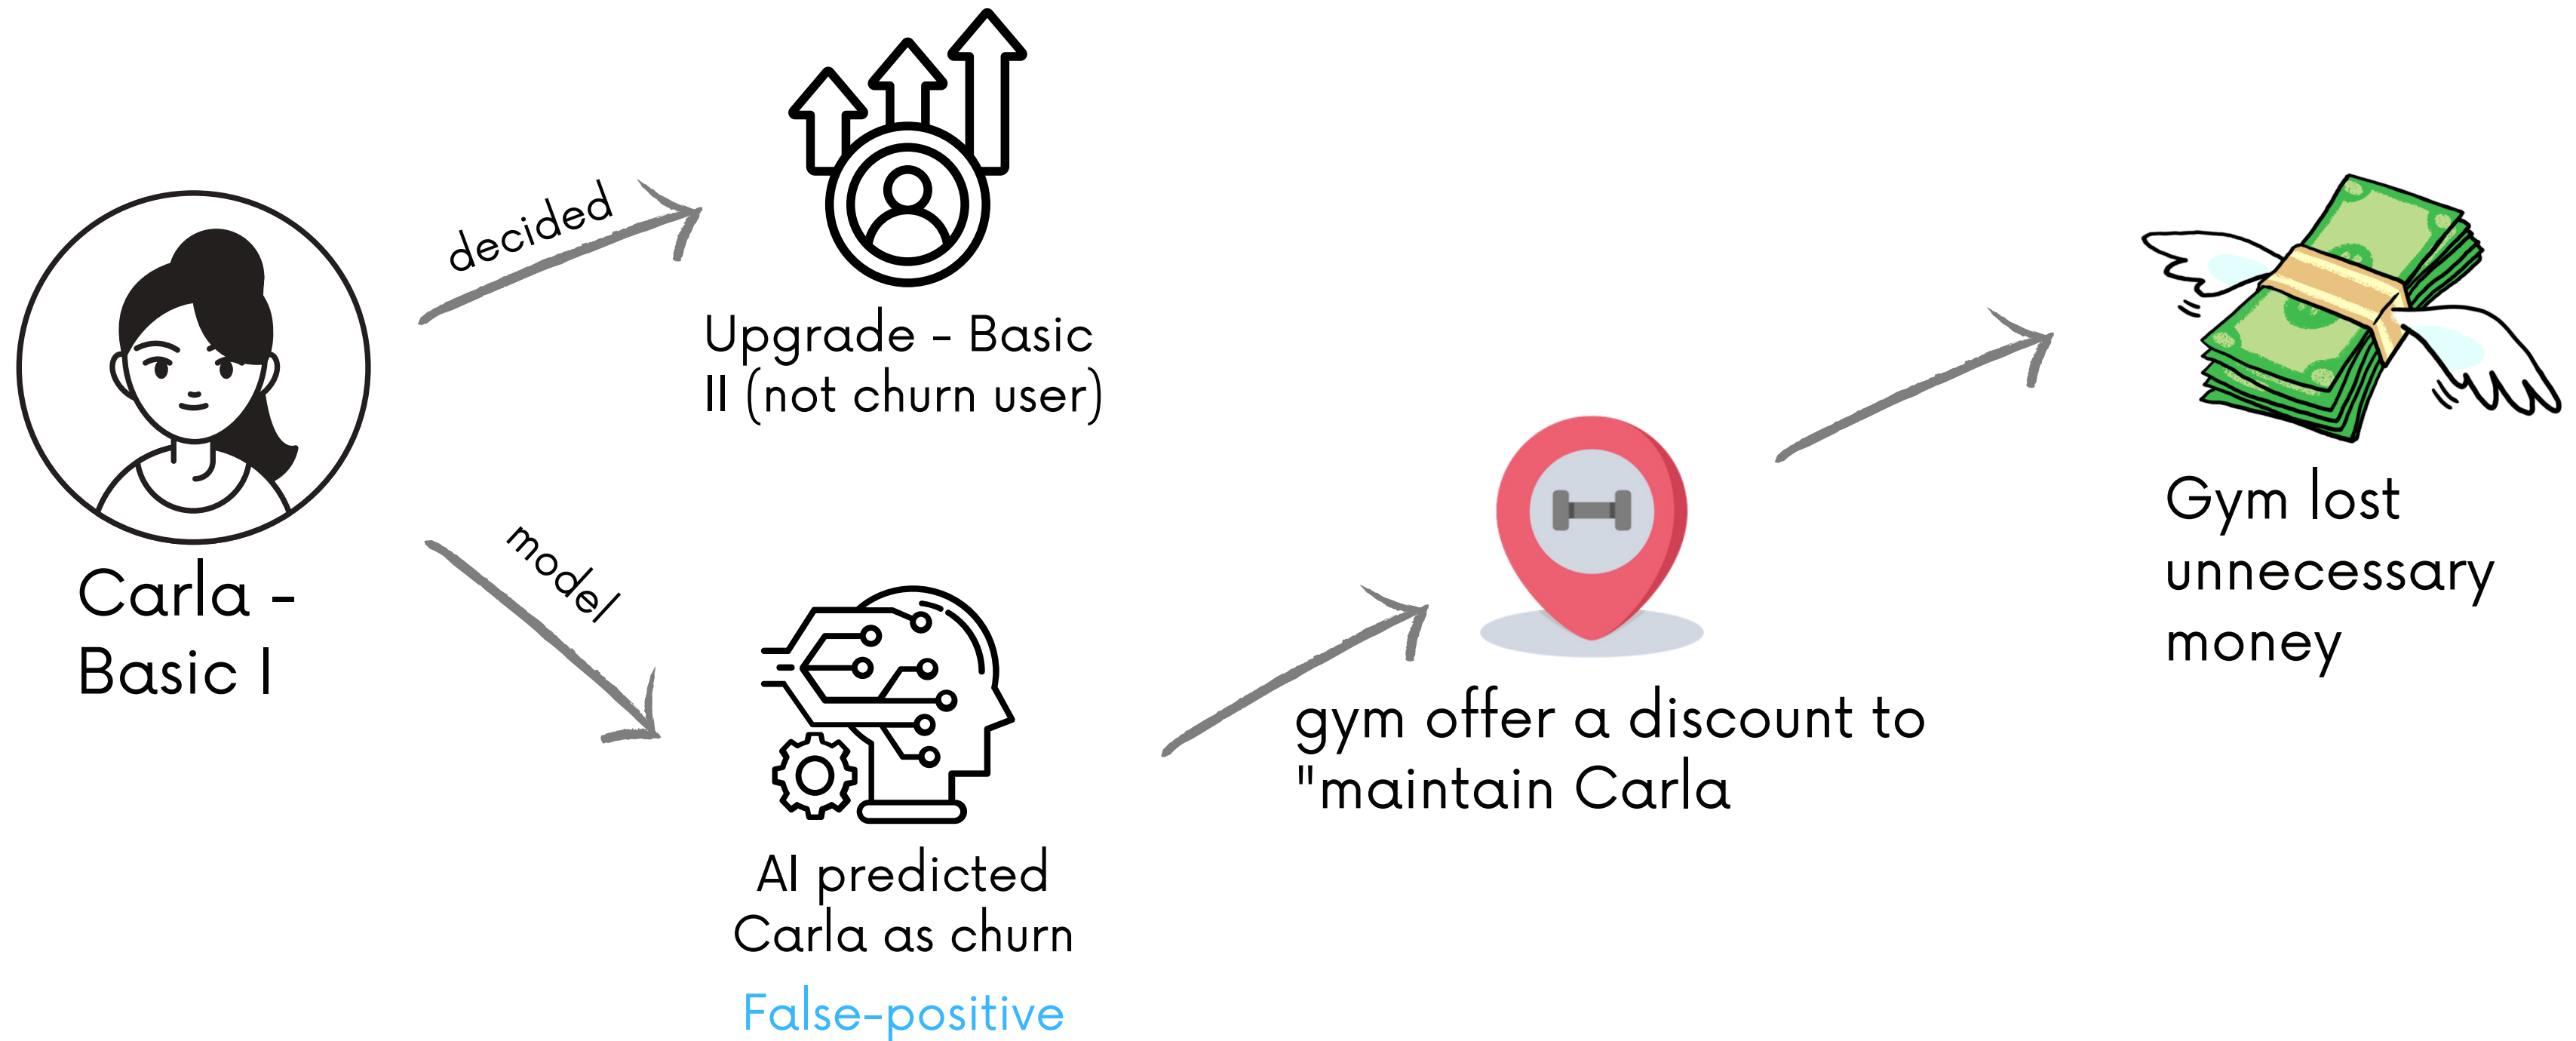 Carla -
Basic I
decided
Upgrade - Basic
II (not churn user)
model
AI predicted
Carla as churn
False-positive
gym offer a discount to
"maintain Carla
Gym lost
unnecessary
money